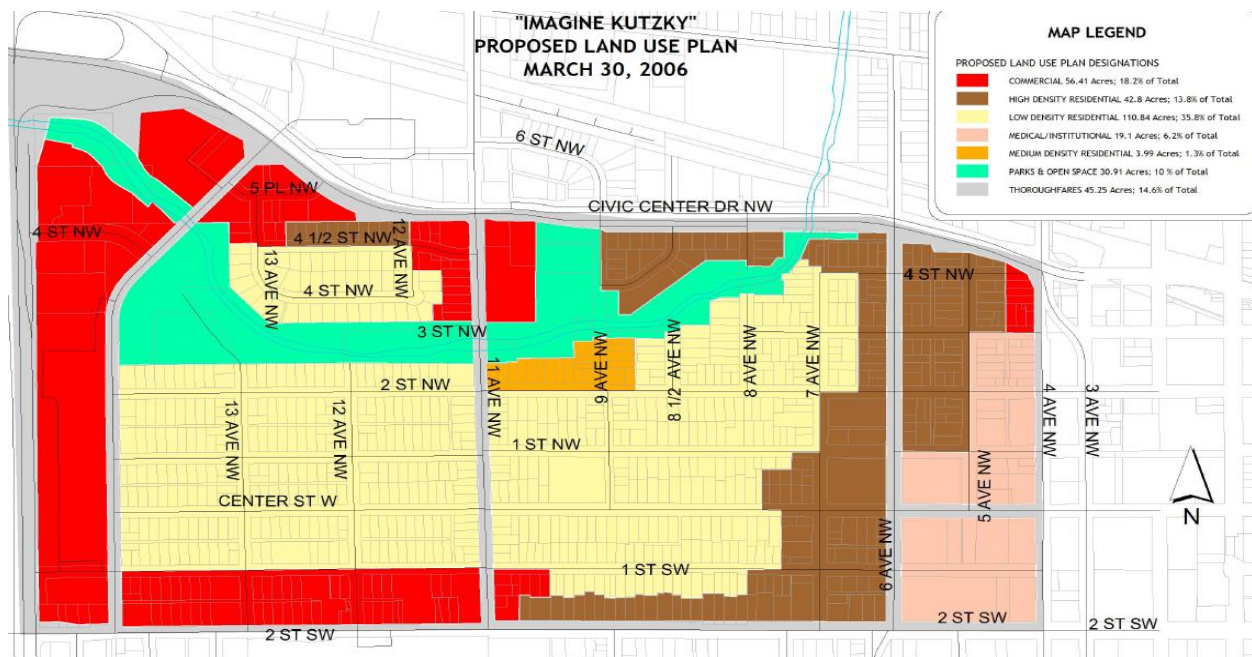 "IMAGINE KUTZKY"
PROPOSED LAND USE PLAN
MARCH 30, 2006
MAP LEGEND
PROPOSED LAND USE PLAN DESIGNATIONS
COMMERCIAL 56.41 Acres; 18.2% of Total
HIGH DENSITY RESIDENTIAL 42.8 Acres; 13.8% of Total
LOW DENSITY RESIDENTIAL 110.84 Acres; 35.8% of Total
MEDICAL/INSTITUTIONAL 19.1 Acres; 6.2% of Total
MEDIUM DENSITY RESIDENTIAL 3.99 Acres; 1.3% of Total
PARKS & OPEN SPACE 30.91 Acres; 10 % of Total
THOROUGHFARES 45.25 Acres; 14.6% of Total
6 ST NW
5 PL NW
CIVIC CENTER DR NW
4 ST NW
4 1/2 ST NW
12 AVE NW
13 AVE NW
4 ST NW
4 ST NW
3 ST NW
2 ST NW
11 AVE NW
9 AVE NW
8 1/2 AVE NW
8 AVE NW
7 AVE NW
4 AVE NW
3 AVE NW
13 AVE NW
12 AVE NW
1 ST NW
CENTER ST W
5 AVE NW
6 AVE NW
N
1 ST SW
2 ST SW
2 ST SW
2 ST SW